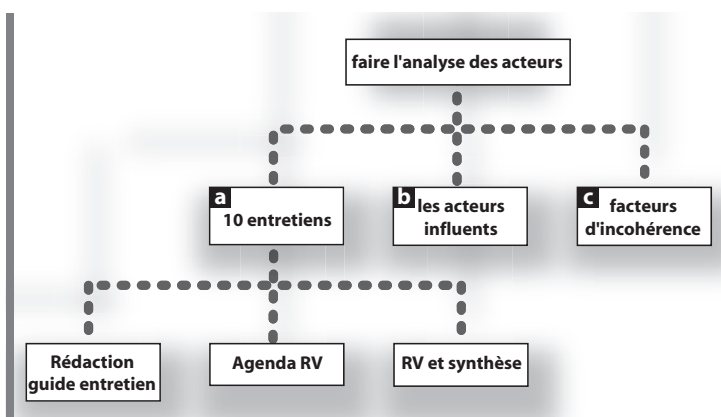 faire l'analyse des acteurs
a
10 entretiens
b
les acteurs
influents
c
facteurs
d'incohérence
Rédaction
guide entretien
Agenda RV
RV et synthèse